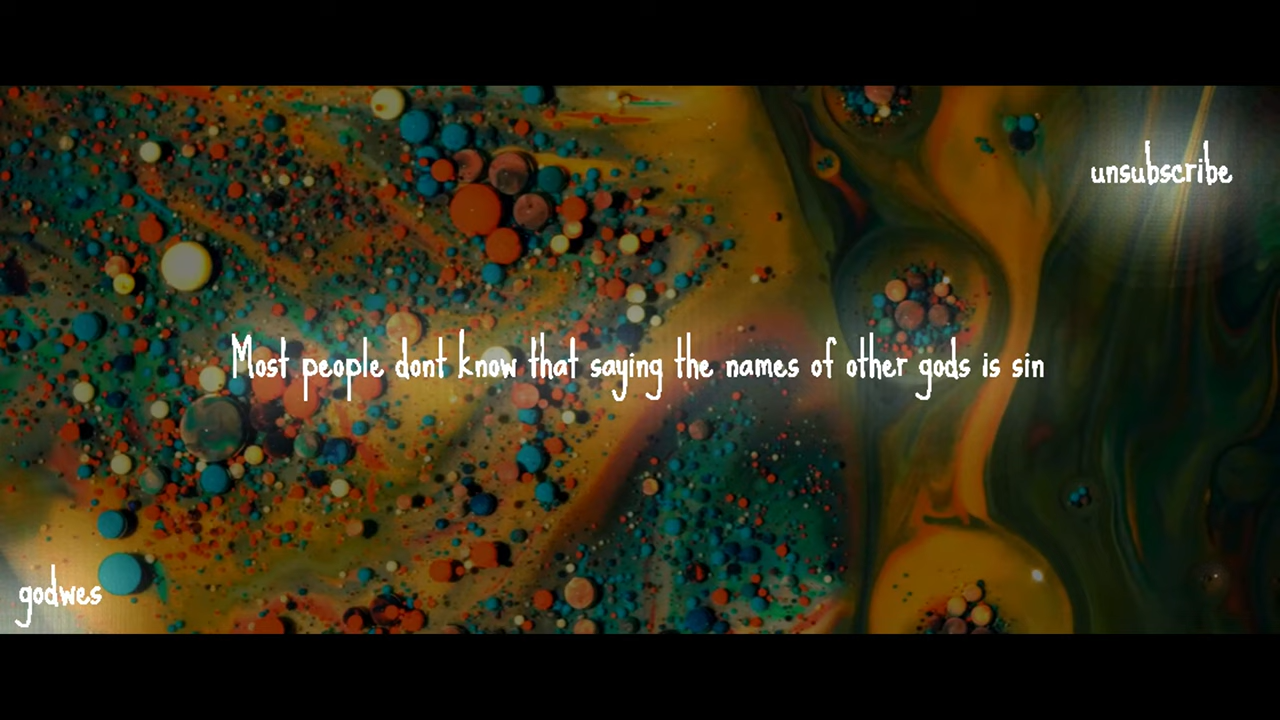 unsubscribe
Most people dont know that saying the names of other gods is sin
godwes